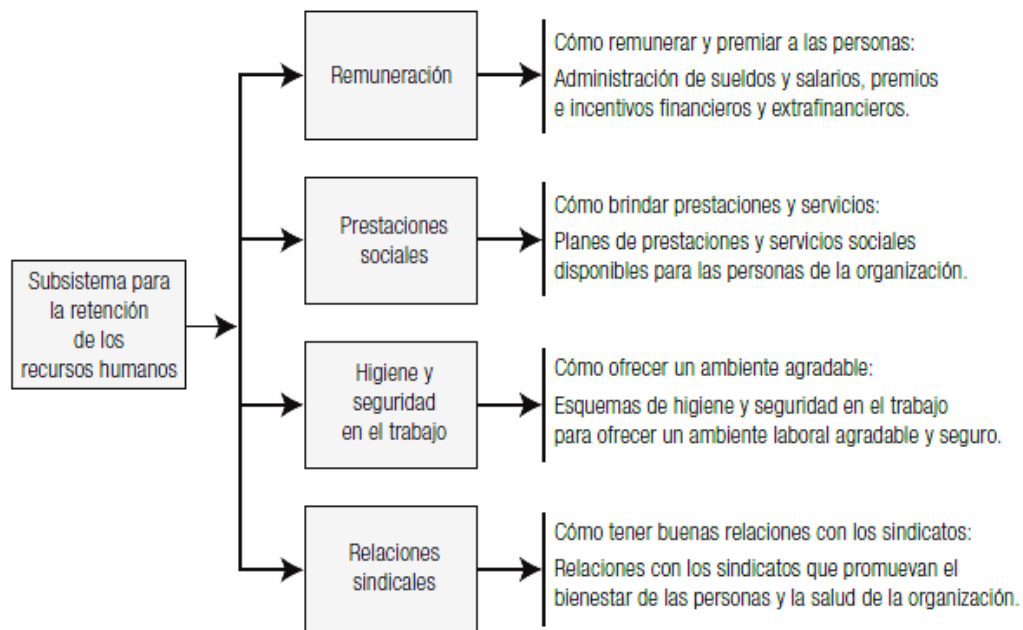 Subsistema para
la retención
de los
recursos humanos
Remuneración
Cómo remunerar y premiar a las personas:
Administración de sueldos y salarios, premios
e incentivos financieros y extrafinancieros.
Prestaciones
sociales
Cómo brindar prestaciones y servicios:
Planes de prestaciones y servicios sociales
disponibles para las personas de la organización.
Higiene y
seguridad
en el trabajo
Cómo ofrecer un ambiente agradable:
Esquemas de higiene y seguridad en el trabajo
para ofrecer un ambiente laboral agradable y seguro.
Relaciones
sindicales
Cómo tener buenas relaciones con los sindicatos:
Relaciones con los sindicatos que promuevan el
bienestar de las personas y la salud de la organización.